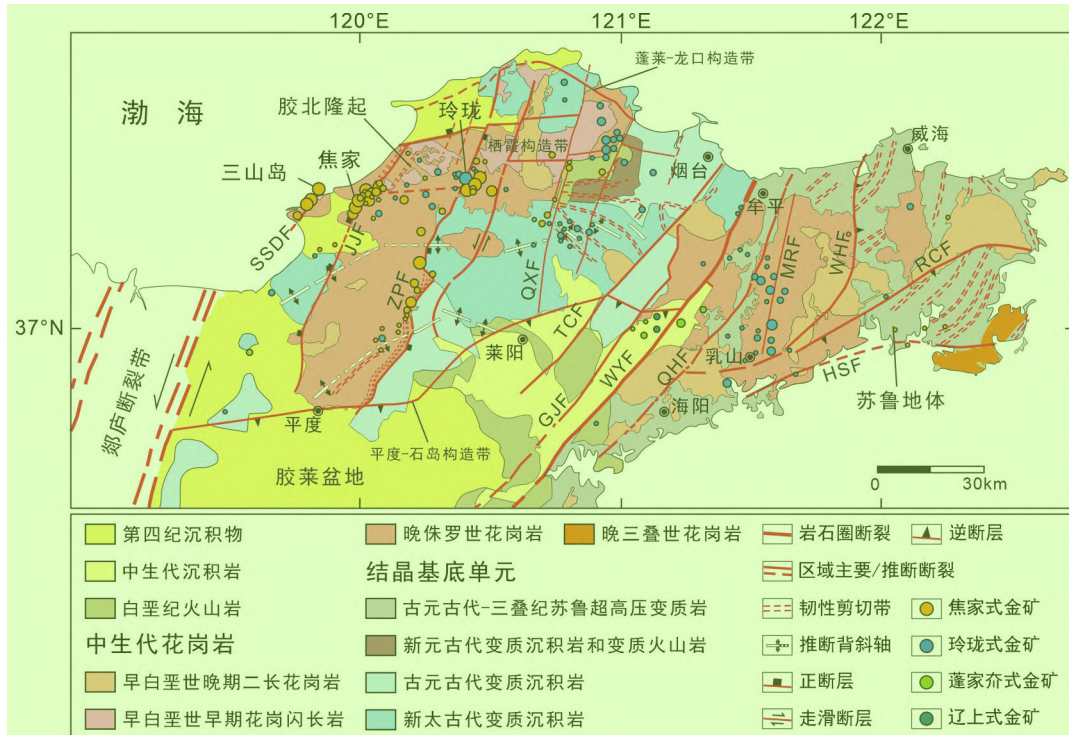 120°E
121°E
122°E
37°N
渤 海
蓬莱-龙口构造带
胶北隆起
玲珑
栖霞构造带
焦家
三山岛
威海
烟台
牟平
SSDF
JJF
ZPF
QXF
TCF
WYF
GJF
QHF
MRF
WHF
RCF
HSF
莱阳
乳山
海阳
苏鲁地体
郯庐断裂带
平度
平度-石岛构造带
胶莱盆地
0
30km
第四纪沉积物
中生代沉积岩
白垩纪火山岩
中生代花岗岩
早白垩世晚期二长花岗岩
早白垩世早期花岗闪长岩
晚侏罗世花岗岩
晚三叠世花岗岩
结晶基底单元
古元古代-三叠纪苏鲁超高压变质岩
新元古代变质沉积岩和变质火山岩
古元古代变质沉积岩
新太古代变质沉积岩
岩石圈断裂
逆断层
区域主要/推断断裂
韧性剪切带
焦家式金矿
推断背斜轴
玲珑式金矿
正断层
蓬家夼式金矿
走滑断层
辽上式金矿